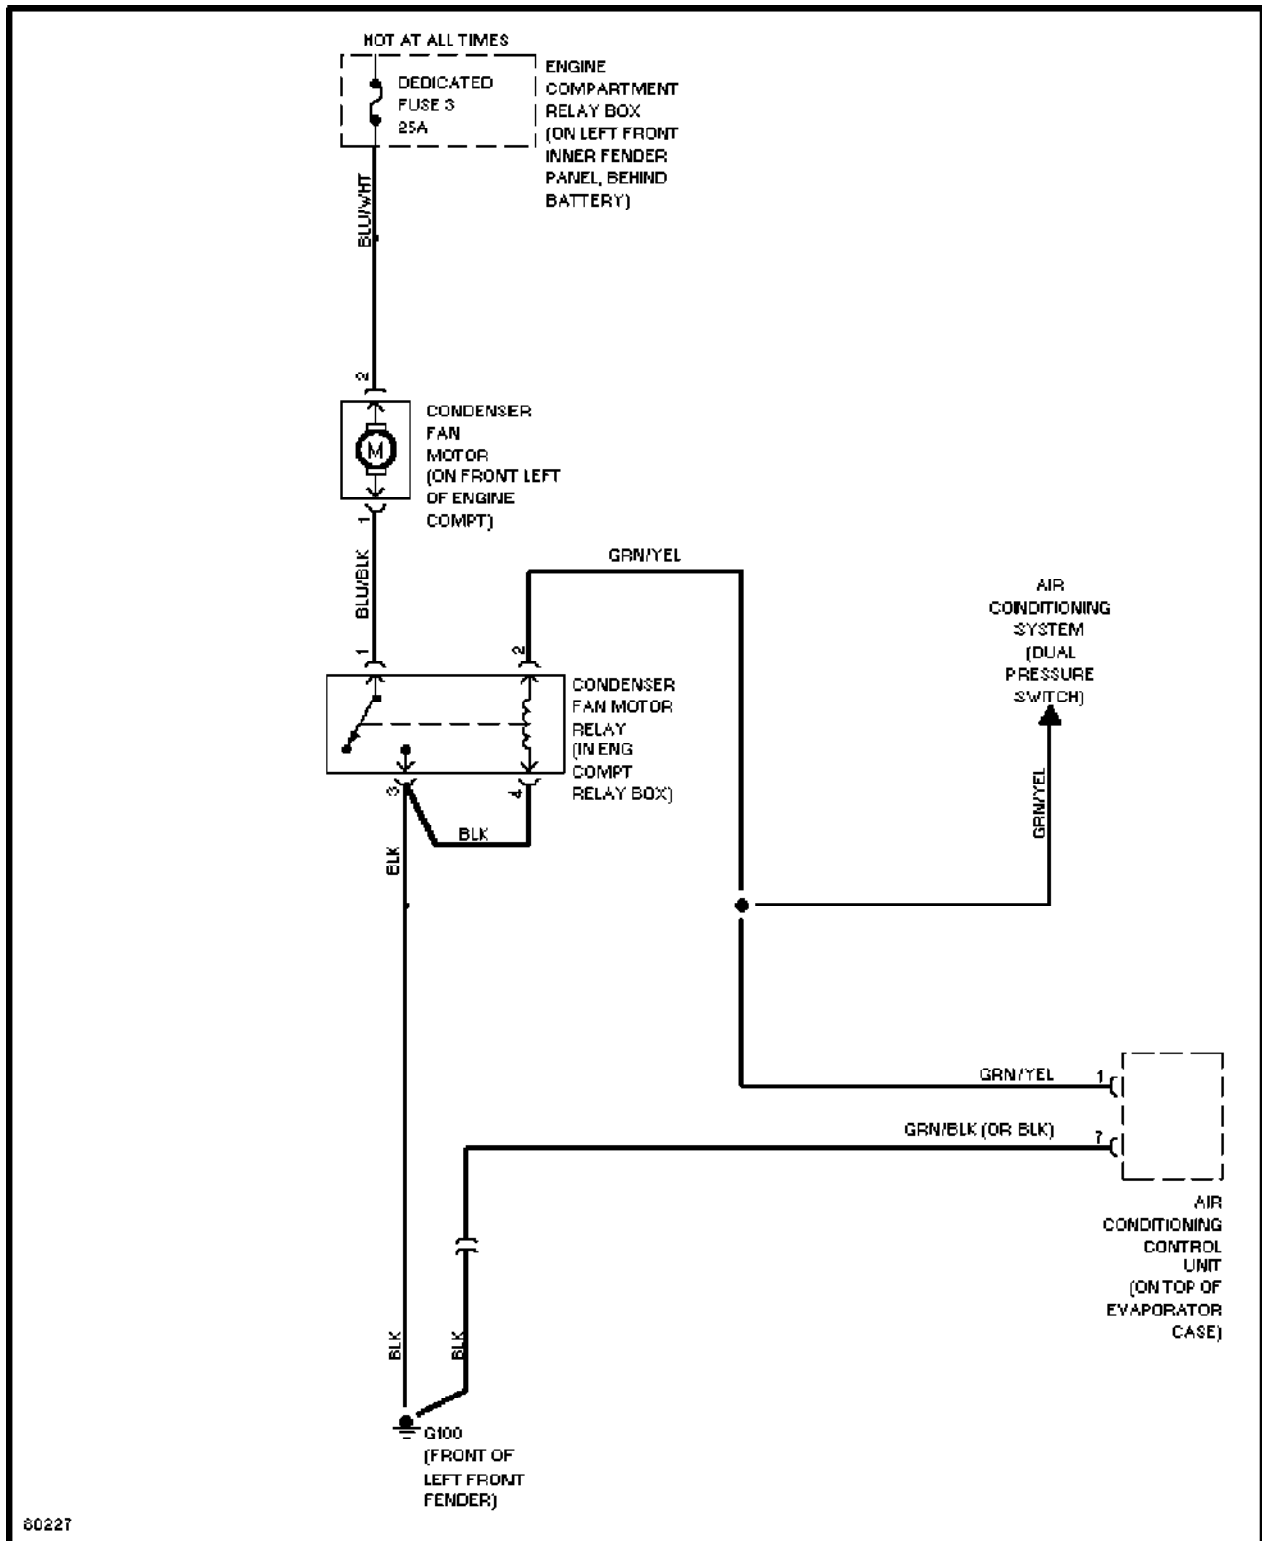 HOT AT ALL TIMES
DEDICATED
FUSE 3
25A
ENGINE
COMPARTMENT
RELAY BOX
(ON LEFT FRONT
INNER FENDER
PANEL, BEHIND
BATTERY)
BLU/WHT
2
CONDENSER
FAN
MOTOR
(ON FRONT LEFT
OF ENGINE
COMPT)
M
1
BLU/BLK
GRN/YEL
1
2
CONDENSER
FAN MOTOR
RELAY
(IN ENG
COMPT
RELAY BOX)
3
4
BLK
BLK
AIR
CONDITIONING
SYSTEM
(DUAL
PRESSURE
SWITCH)
GRN/YEL
GRN/YEL
1
GRN/BLK (OR BLK)
7
AIR
CONDITIONING
CONTROL
UNIT
(ON TOP OF
EVAPORATOR
CASE)
BLK
BLK
G100
(FRONT OF
LEFT FRONT
FENDER)
80227